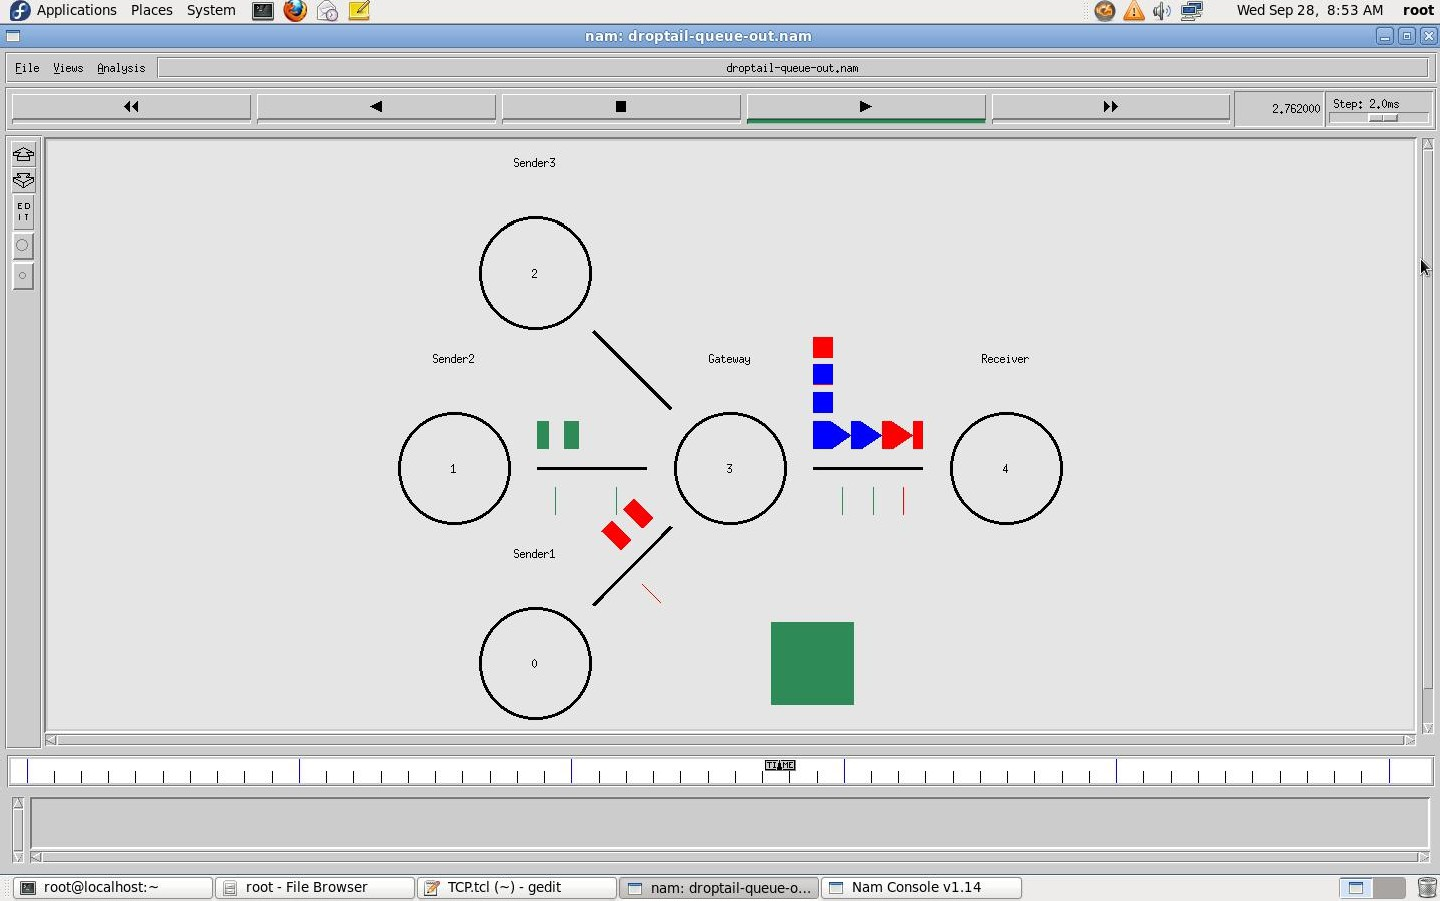 Applications Places System Wed Sep 28, 8:53 AM root
nam: droptail-queue-out.nam
File Views Analysis droptail-queue-out.nam
2.762000 Step: 2.0ms
Sender3
ED
IT
2
Sender2 Gateway Receiver
1 3 4
Sender1
0
TIME
root@localhost:~ root - File Browser TCP.tcl (~) - gedit nam: droptail-queue-o... Nam Console v1.14